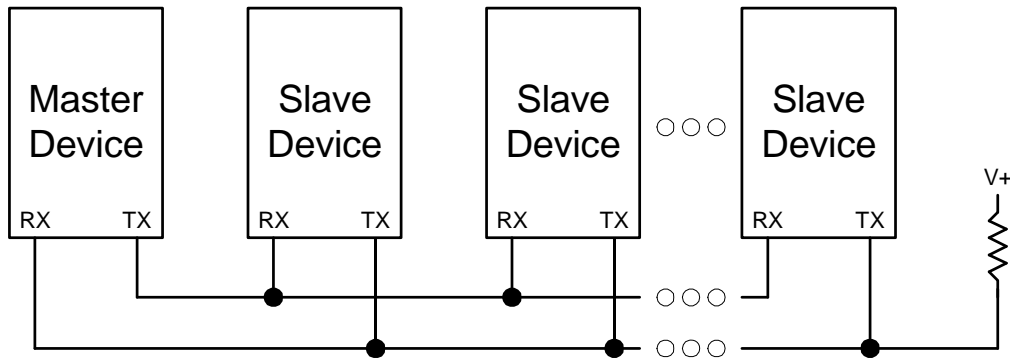 Master
Device
Slave
Device
Slave
Device
Slave
Device
RX TX
RX TX
RX TX
RX TX
V+